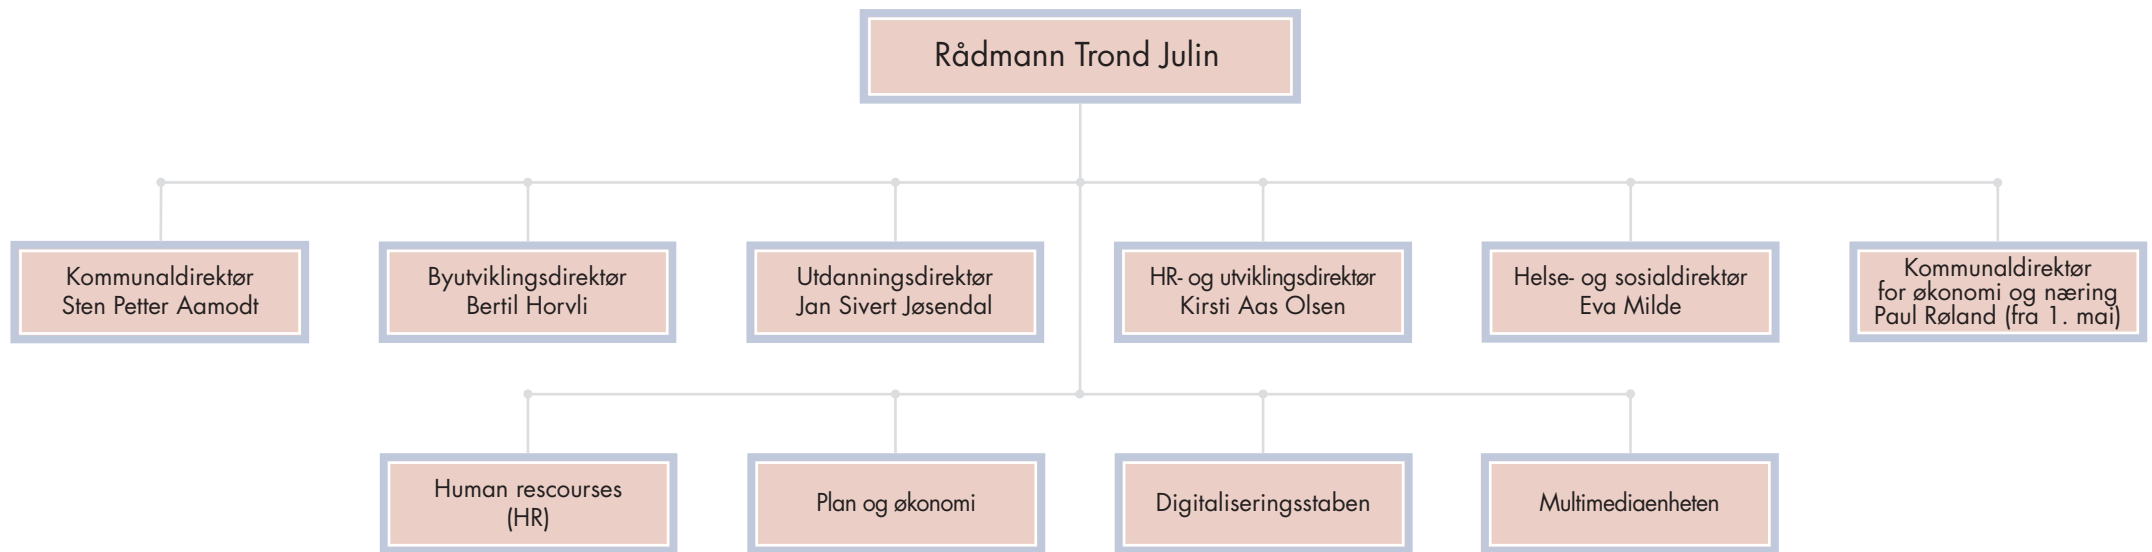 Rådmann Trond Julin
Kommunaldirektør
Sten Petter Aamodt
Byutviklingsdirektør
Bertil Horvli
Utdanningsdirektør
Jan Sivert Jøsendal
HR- og utviklingsdirektør
Kirsti Aas Olsen
Helse- og sosialdirektør
Eva Milde
Kommunaldirektør
for økonomi og næring
Paul Røland (fra 1. mai)
Human rescourses
(HR)
Plan og økonomi
Digitaliseringsstaben
Multimediaenheten